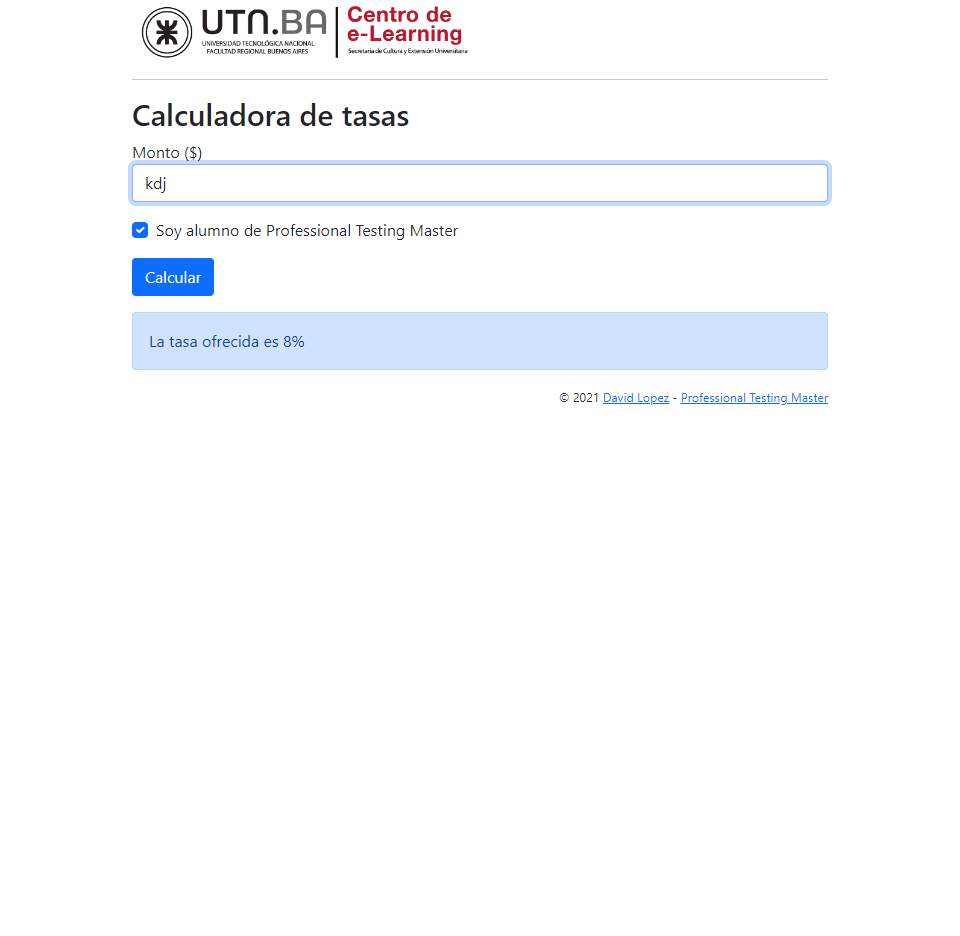 UTN.BA
UNIVERSIDAD TECNOLÓGICA NACIONAL
FACULTAD REGIONAL BUENOS AIRES
Centro de
e-Learning
Secretaría de Cultura y Extensión Universitaria
Calculadora de tasas
Monto ($)
kdj
Soy alumno de Professional Testing Master
Calcular
La tasa ofrecida es 8%
© 2021 David Lopez - Professional Testing Master